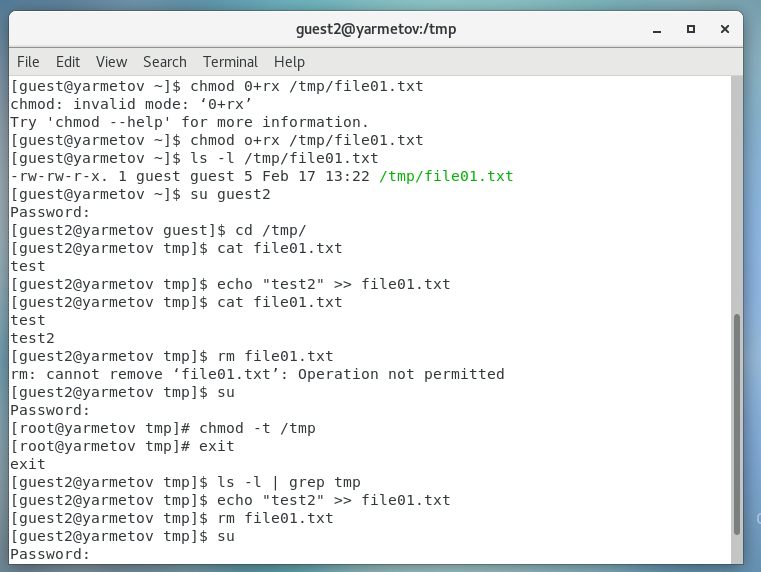 guest2@yarmetov:/tmp
File Edit View Search Terminal Help
[guest@yarmetov ~]$ chmod 0+rx /tmp/file01.txt
chmod: invalid mode: ‘0+rx’
Try 'chmod --help' for more information.
[guest@yarmetov ~]$ chmod o+rx /tmp/file01.txt
[guest@yarmetov ~]$ ls -l /tmp/file01.txt
-rw-rw-r-x. 1 guest guest 5 Feb 17 13:22 /tmp/file01.txt
[guest@yarmetov ~]$ su guest2
Password:
[guest2@yarmetov guest]$ cd /tmp/
[guest2@yarmetov tmp]$ cat file01.txt
test
[guest2@yarmetov tmp]$ echo "test2" >> file01.txt
[guest2@yarmetov tmp]$ cat file01.txt
test
test2
[guest2@yarmetov tmp]$ rm file01.txt
rm: cannot remove ‘file01.txt’: Operation not permitted
[guest2@yarmetov tmp]$ su
Password:
[root@yarmetov tmp]# chmod -t /tmp
[root@yarmetov tmp]# exit
exit
[guest2@yarmetov tmp]$ ls -l | grep tmp
[guest2@yarmetov tmp]$ echo "test2" >> file01.txt
[guest2@yarmetov tmp]$ rm file01.txt
[guest2@yarmetov tmp]$ su
Password: